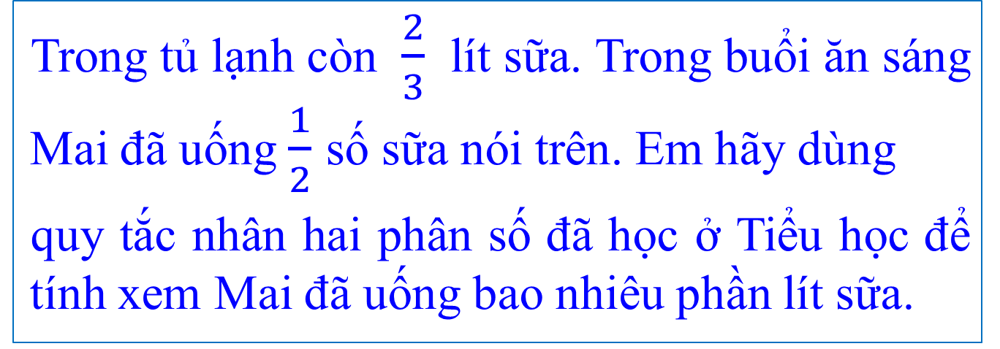 Trong tủ lạnh còn 2/3 lít sữa. Trong buổi ăn sáng
Mai đã uống 1/2 số sữa nói trên. Em hãy dùng
quy tắc nhân hai phân số đã học ở Tiểu học để
tính xem Mai đã uống bao nhiêu phần lít sữa.